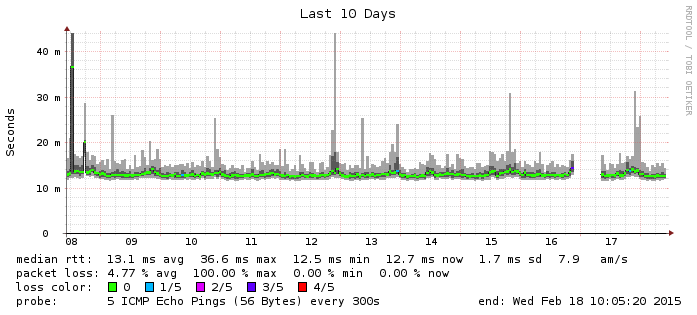 Last 10 Days
RRDTOOL / TOBI OETIKER
Seconds
40 m
30 m
20 m
10 m
0
08 09 10 11 12 13 14 15 16 17
median rtt: 13.1 ms avg 36.6 ms max 12.5 ms min 12.7 ms now 1.7 ms sd 7.9 am/s
packet loss: 4.77 % avg 100.00 % max 0.00 % min 0.00 % now
loss color: 0 1/5 2/5 3/5 4/5
probe: 5 ICMP Echo Pings (56 Bytes) every 300s end: Wed Feb 18 10:05:20 2015